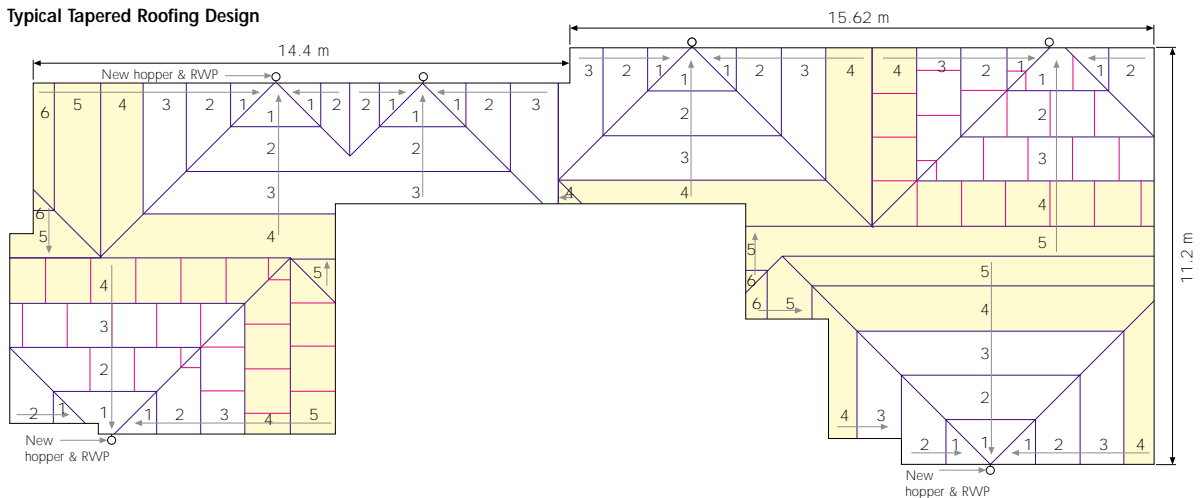 Typical Tapered Roofing Design
15.62 m
14.4 m
New hopper & RWP
6 5 4 3 2 1 1 2 2 1 1 2 3
3 2 1 1 2 3 4
4 3 2 1 1 1 2
1 1 1
2 2 2 2
3 3 3 3
4 4 4 4
6
5 4 5 5
4 5 6 5
3 6 5 4
2 3
2 1 1 1 2 3 4 5
4 3 2
2 1 1 1 2 3 4
11.2 m
New
hopper & RWP
New
hopper & RWP